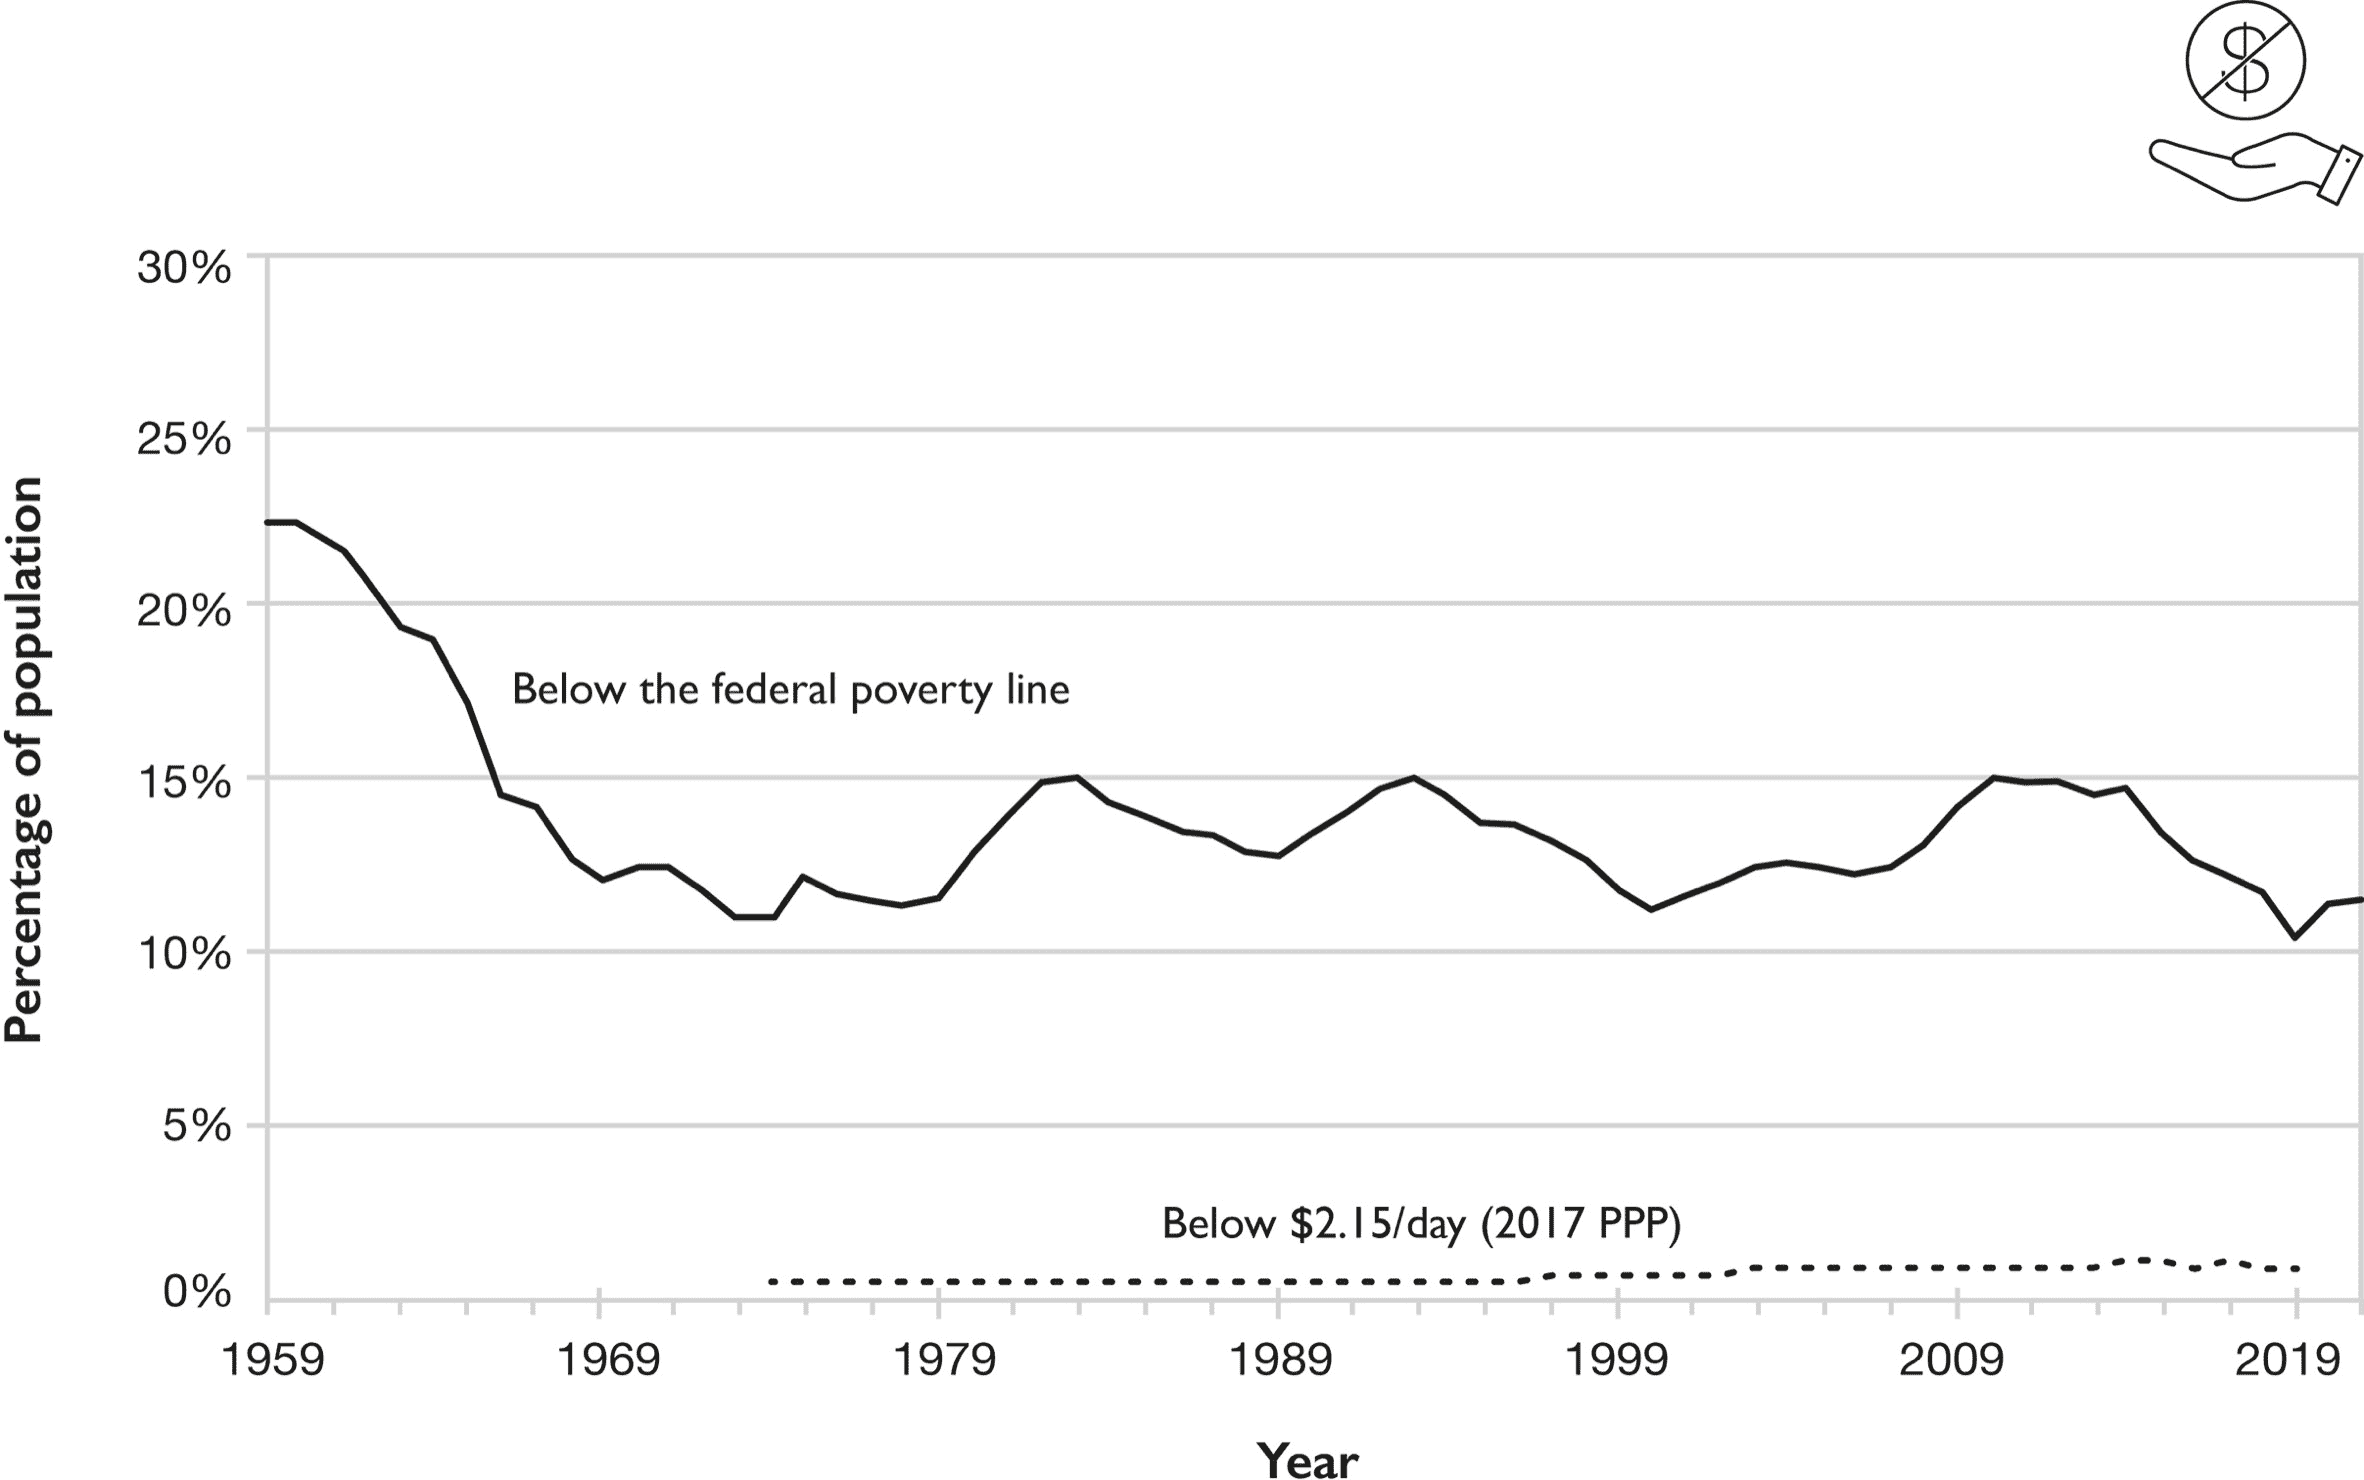 $
30%
25%
20%
15%
10%
5%
0%
Percentage of population
Below the federal poverty line
Below $2.15/day (2017 PPP)
1959 1969 1979 1989 1999 2009 2019
Year